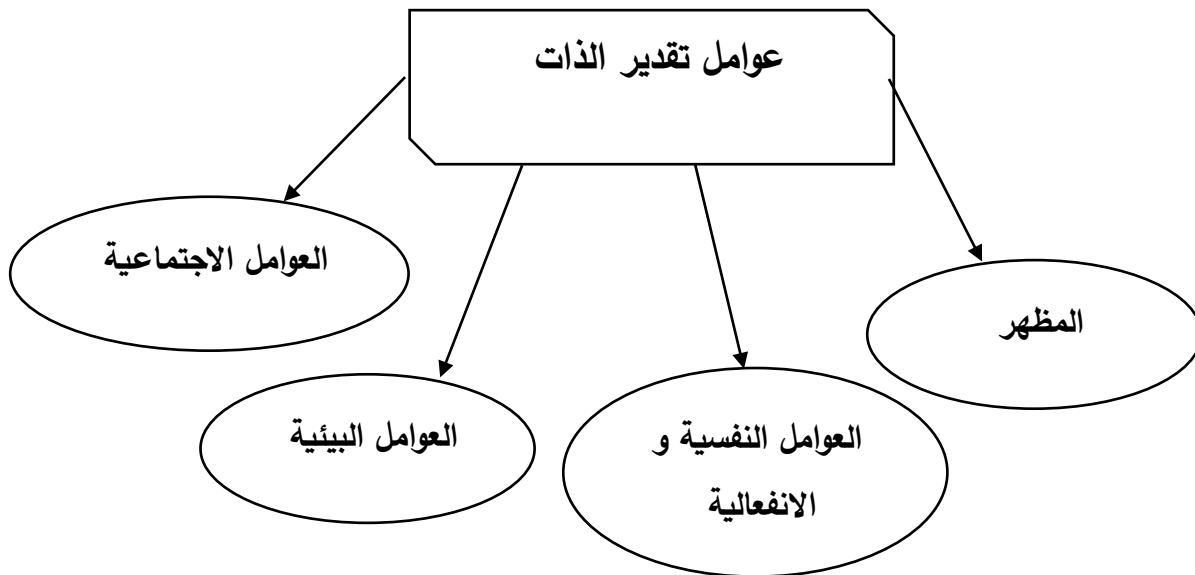 عوامل تقدير الذات
المظهر
العوامل النفسية و
الانفعالية
العوامل البيئية
العوامل الاجتماعية